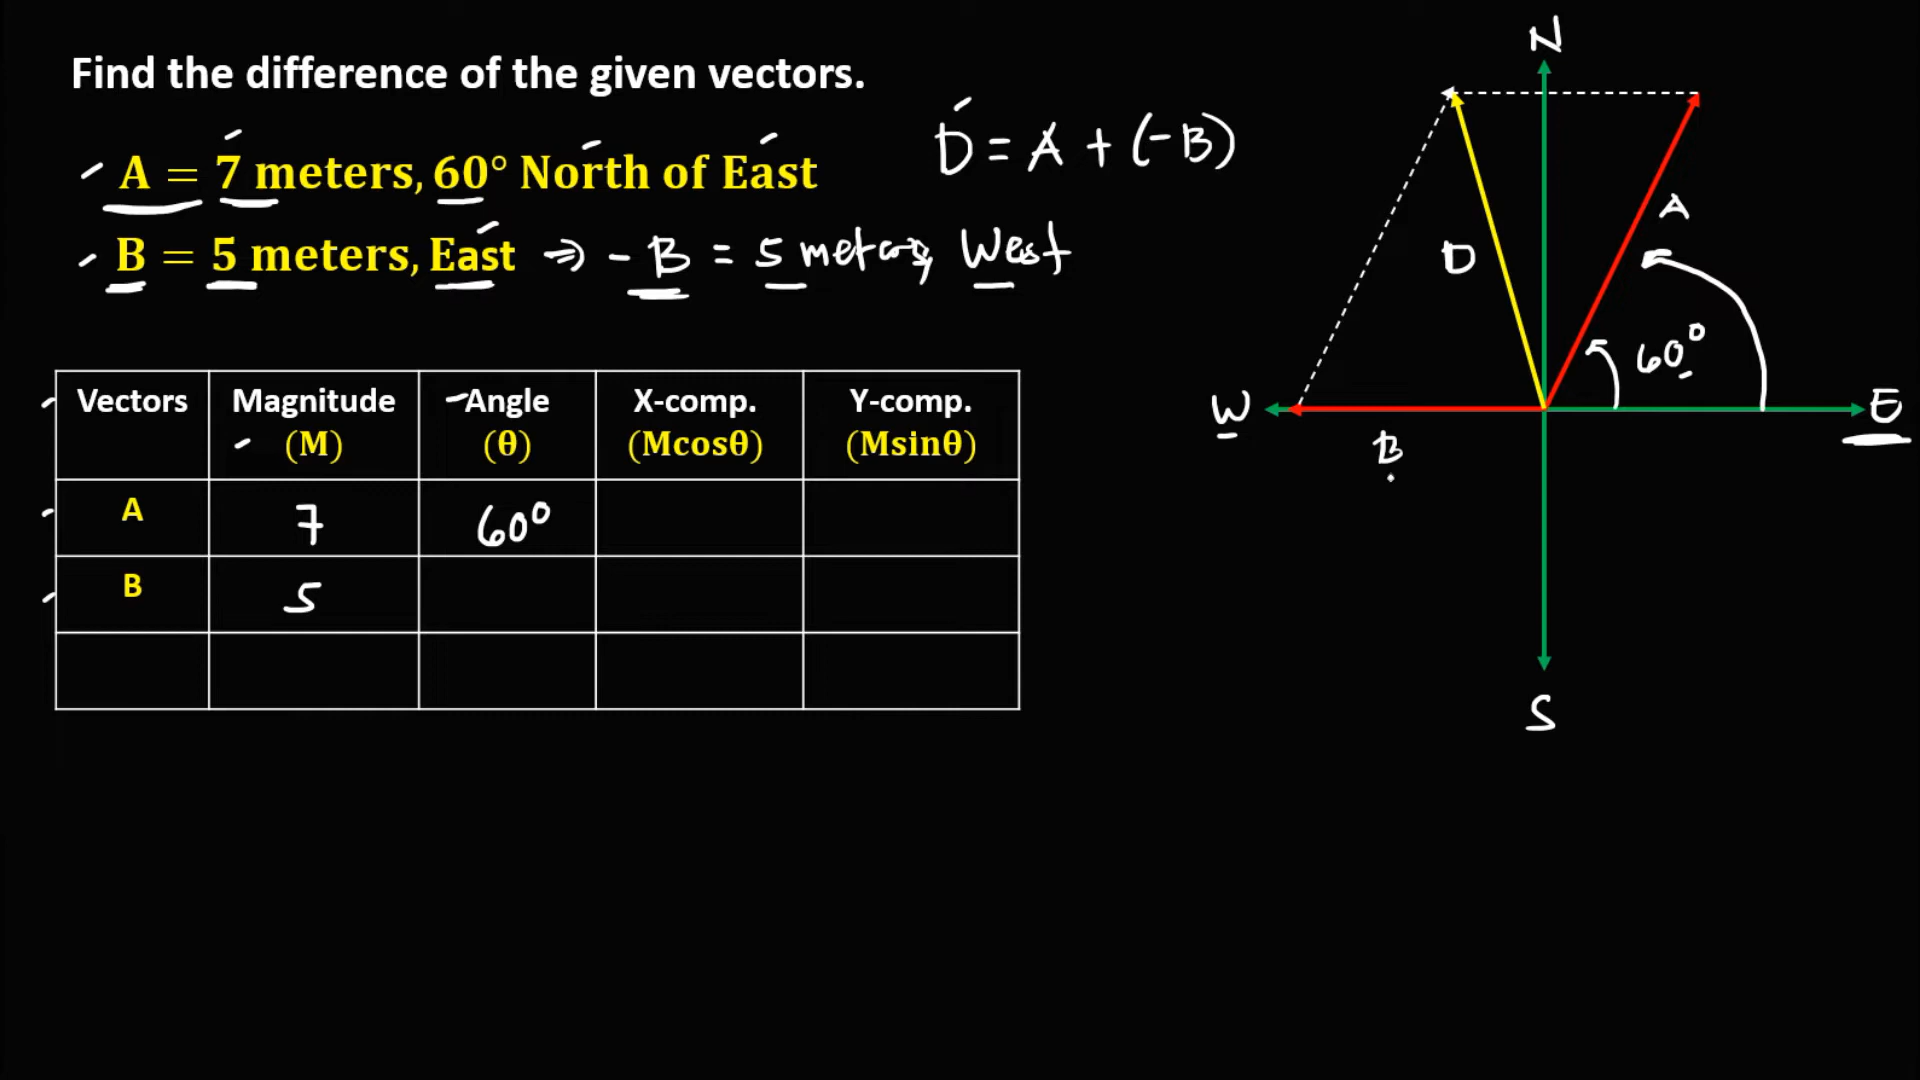 Find the difference of the given vectors.
A = 7 meters, 60° North of East
D = A + (-B)
B = 5 meters, East ⇒ - B = 5 meters, West
Vectors Magnitude (M) Angle (θ) X-comp. (Mcosθ) Y-comp. (Msinθ)
A 7 60°
B 5
N
A
D
60°
W
E
B
S